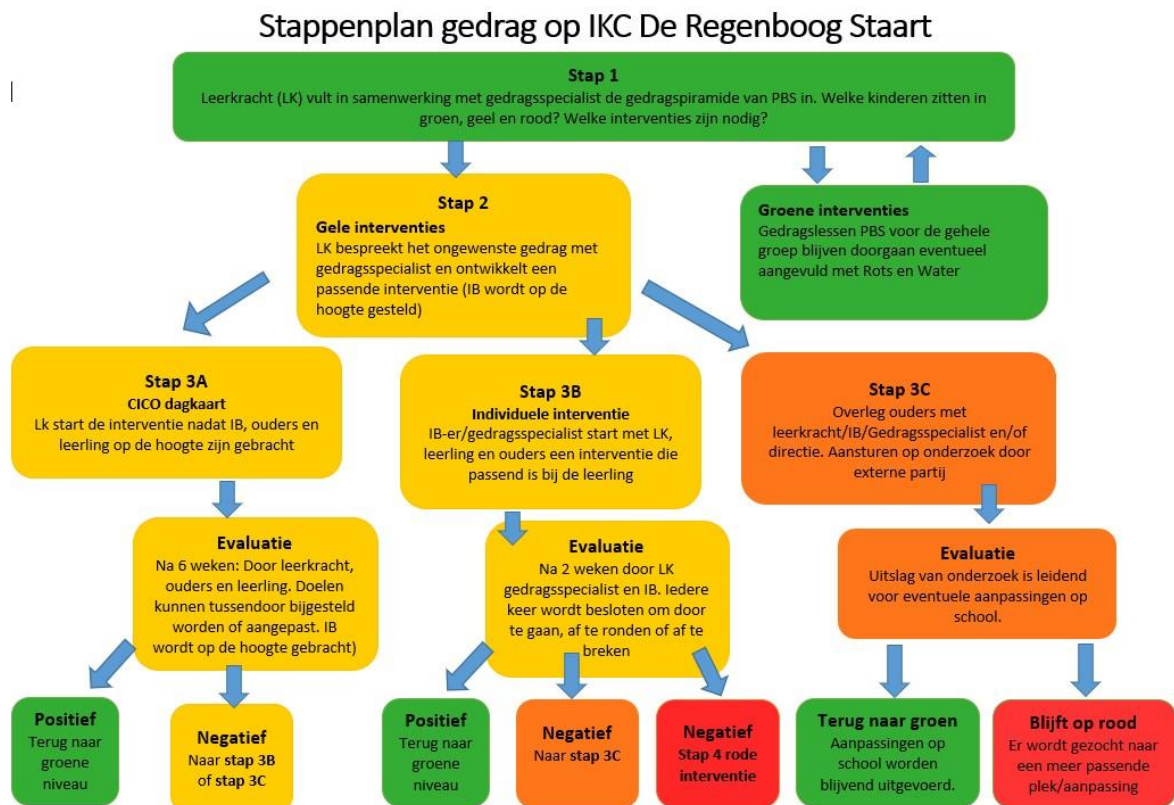 Stappenplan gedrag op IKC De Regenboog Staart
Stap 1
Leerkracht (LK) vult in samenwerking met gedragsspecialist de gedragspiramide van PBS in. Welke kinderen zitten in
groen, geel en rood? Welke interventies zijn nodig?
Stap 2
Gele interventies
LK bespreekt het ongewenste gedrag met
gedragsspecialist en ontwikkelt een
passende interventie (IB wordt op de
hoogte gesteld)
Groene interventies
Gedragslessen PBS voor de gehele
groep blijven doorgaan eventueel
aangevuld met Rots en Water
Stap 3A
CICO dagkaart
Lk start de interventie nadat IB, ouders en
leerling op de hoogte zijn gebracht
Stap 3B
Individuele interventie
IB-er/gedragsspecialist start met LK,
leerling en ouders een interventie die
passend is bij de leerling
Stap 3C
Overleg ouders met
leerkracht/IB/Gedragsspecialist en/of
directie. Aansturen op onderzoek door
externe partij
Evaluatie
Na 6 weken: Door leerkracht,
ouders en leerling. Doelen
kunnen tussendoor bijgesteld
worden of aangepast. IB
wordt op de hoogte gebracht)
Evaluatie
Na 2 weken door LK
gedragsspecialist en IB. Iedere
keer wordt besloten om door
te gaan, af te ronden of af te
breken
Evaluatie
Uitslag van onderzoek is leidend
voor eventuele aanpassingen op
school.
Positief
Terug naar
groene
niveau
Negatief
Naar stap 3B
of stap 3C
Positief
Terug naar
groene
niveau
Negatief
Naar stap 3C
Negatief
Stap 4 rode
interventie
Terug naar groen
Aanpassingen op
school worden
blijvend uitgevoerd.
Blijft op rood
Er wordt gezocht naar
een meer passende
plek/aanpassing